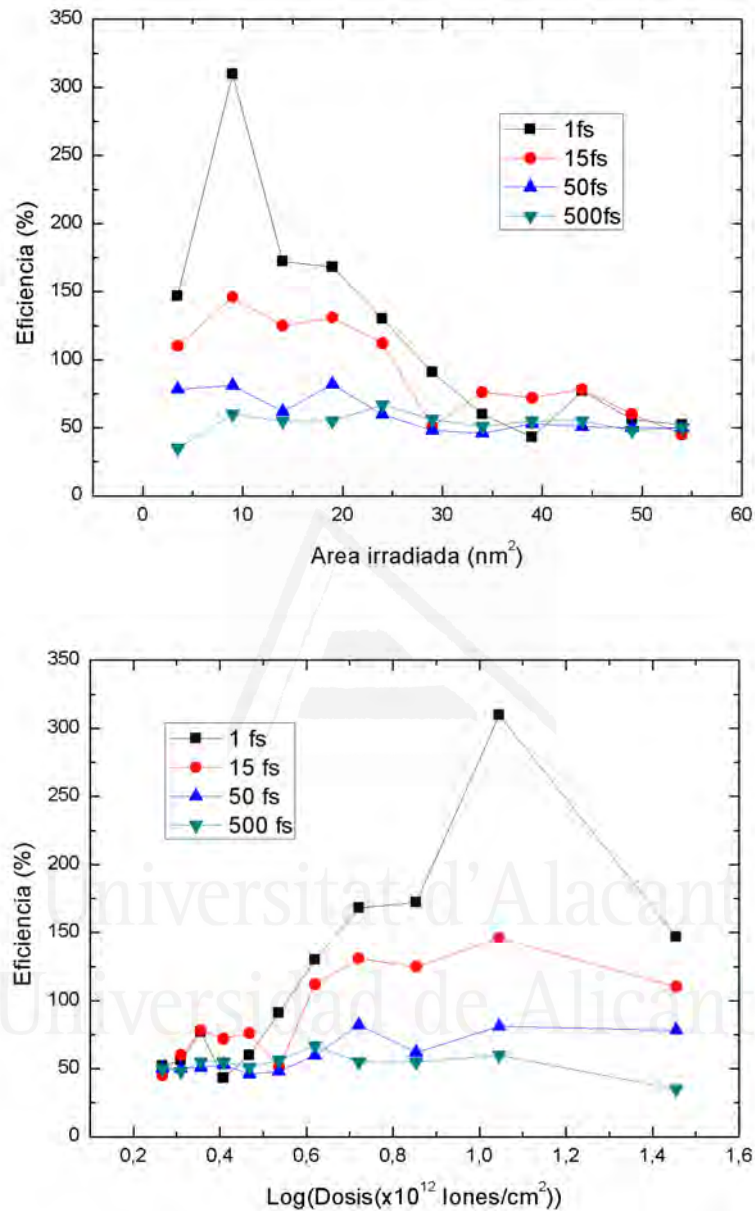 350
300
250
200
150
100
50
0
Eficiencia (%)
1fs
15fs
50fs
500fs
0 10 20 30 40 50 60
Area irradiada (nm²)
350
300
250
200
150
100
50
0
Eficiencia (%)
1 fs
15 fs
50 fs
500 fs
Universitat d'Alacant
Universidad de Alicant
0,2 0,4 0,6 0,8 1,0 1,2 1,4 1,6
Log(Dosis(x10¹² Iones/cm²))